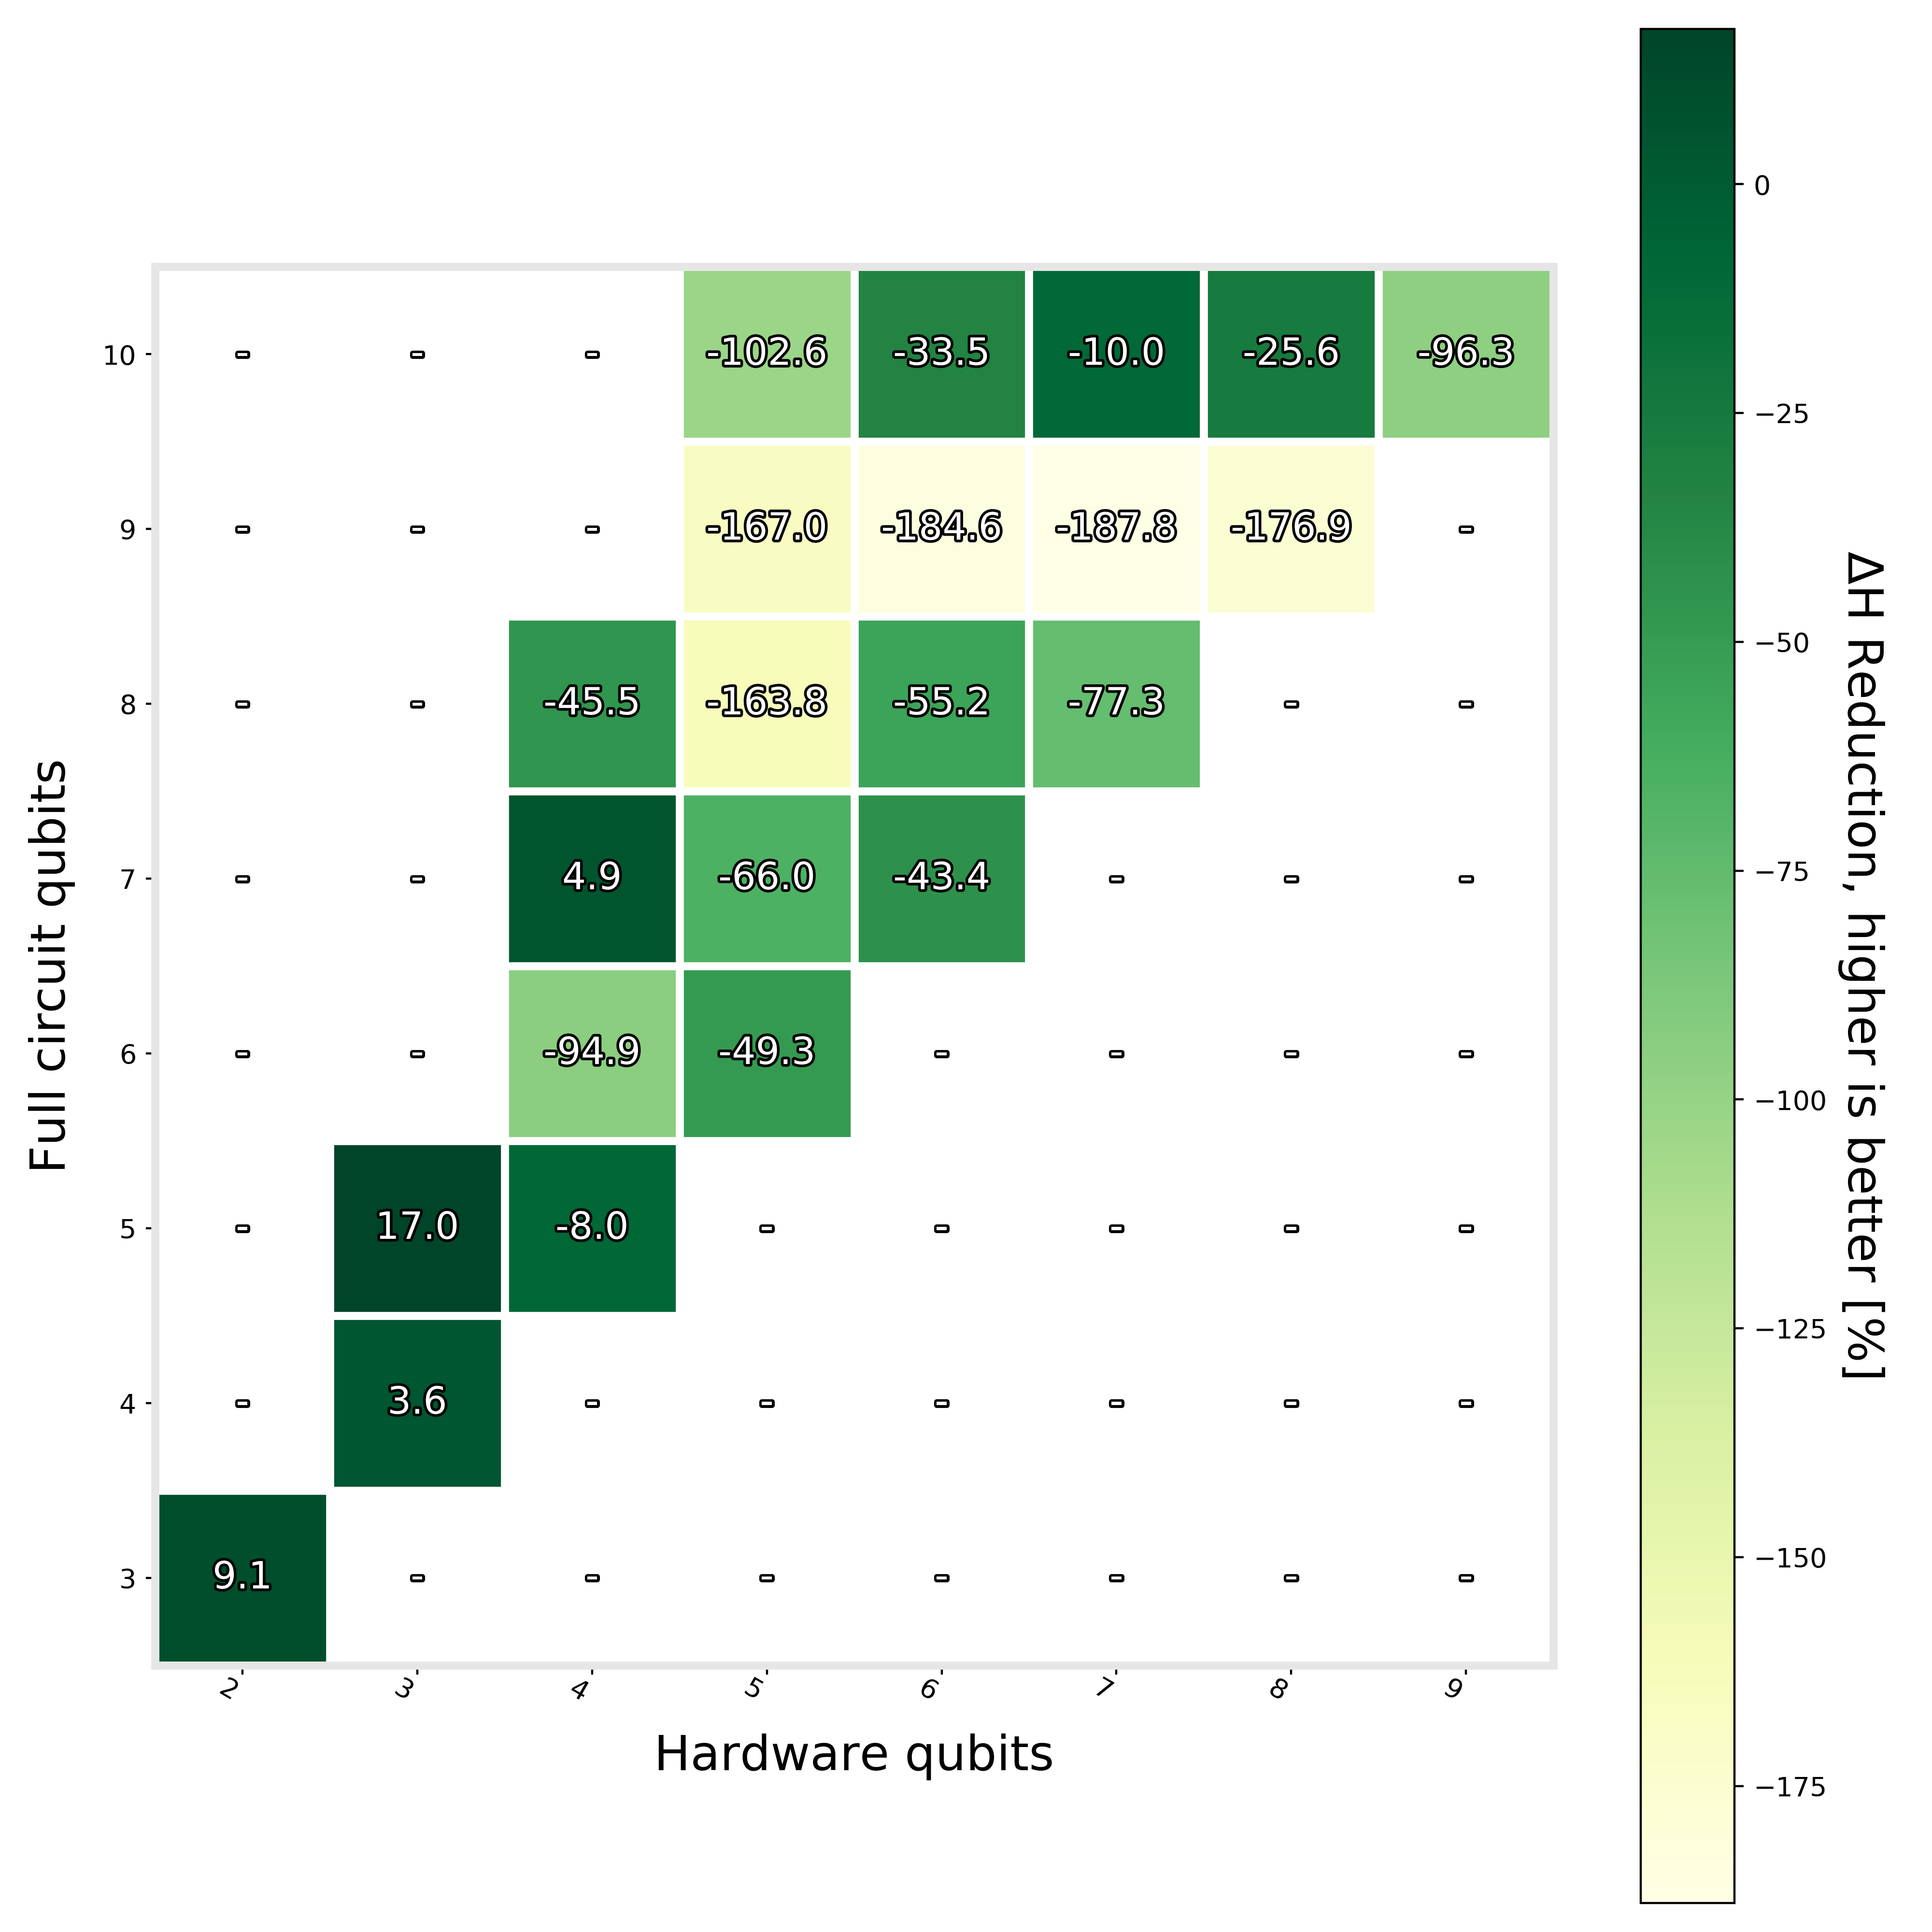 10 - - - -102.6 -33.5 -10.0 -25.6 -96.3
9 - - - -167.0 -184.6 -187.8 -176.9 -
8 - - -45.5 -163.8 -55.2 -77.3 - -
7 - - 4.9 -66.0 -43.4 - - -
6 - - -94.9 -49.3 - - - -
5 - 17.0 -8.0 - - - - -
4 - 3.6 - - - - - -
3 9.1 - - - - - - -
2 3 4 5 6 7 8 9
Hardware qubits
Full circuit qubits
0
−25
−50
−75
−100
−125
−150
−175
ΔH Reduction, higher is better [%]